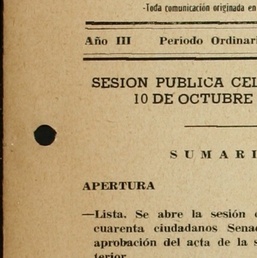 -Toda comunicación originada en
Año III Periodo Ordinari
SESION PUBLICA CEL
10 DE OCTUBRE
SUMARI
APERTURA
—Lista. Se abre la sesión c
cuarenta ciudadanos Sena
aprobación del acta de la s
terior.